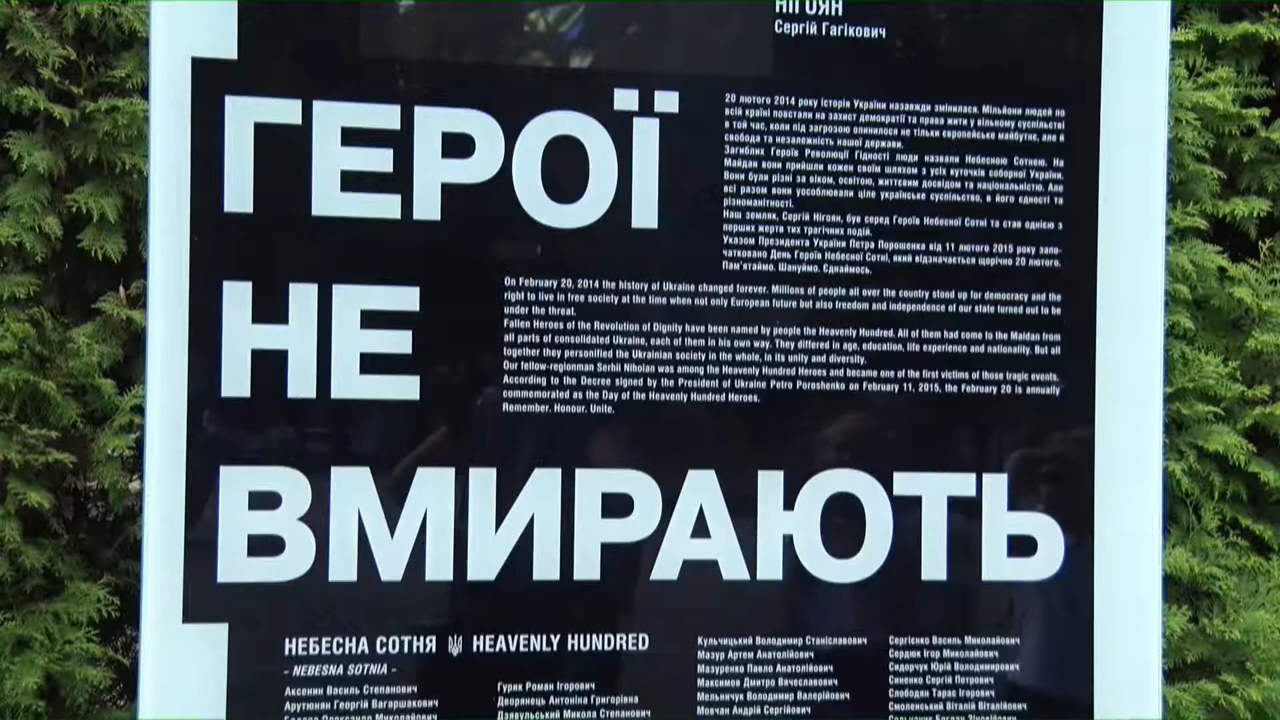 НІГОЯН
Сергій Гагікович
ГЕРОЇ
20 лютого 2014 року історія України назавжди змінилася. Мільйони людей по
всій країні повстали на захист демократії та права жити у вільному суспільстві
в той час, коли під загрозою опинилося не тільки європейське майбутнє, але й
свобода та незалежність нашої держави.
Загиблих Героїв Революції Гідності люди назвали Небесною Сотнею. На
Майдан вони прийшли кожен своїм шляхом з усіх куточків соборної України.
Вони були різні за віком, освітою, життєвим досвідом та національністю. Але
всі разом вони уособлювали ціле українське суспільство, в його єдності та
різноманітності.
Наш земляк, Сергій Нігоян, був серед Героїв Небесної Сотні та став однією з
перших жертв тих трагічних подій.
Указом Президента України Петра Порошенка від 11 лютого 2015 року запо-
чатковано День Героїв Небесної Сотні, який відзначається щорічно 20 лютого.
Пам'ятаймо. Шануймо. Єднаймось.
НЕ
On February 20, 2014 the history of Ukraine changed forever. Millions of people all over the country stood up for democracy and the
right to live in free society at the time when not only European future but also freedom and independence of our state turned out to be
under the threat.
Fallen Heroes of the Revolution of Dignity have been named by people the Heavenly Hundred. All of them had come to the Maidan from
all parts of consolidated Ukraine, each of them in his own way. They differed in age, education, life experience and nationality. But all
together they personified the Ukrainian society in the whole, in its unity and diversity.
Our fellow-regionman Serhii Nihoian was among the Heavenly Hundred Heroes and became one of the first victims of those tragic events.
According to the Decree signed by the President of Ukraine Petro Poroshenko on February 11, 2015, the February 20 is annually
commemorated as the Day of the Heavenly Hundred Heroes.
Remember. Honour. Unite.
ВМИРАЮТЬ
НЕБЕСНА СОТНЯ HEAVENLY HUNDRED
- NEBESNA SOTNIA -
Аксенин Василь Степанович
Арутюнян Георгій Вагаршакович
Гурик Роман Ігорович
Дворянець Антоніна Григорівна
Дзявульський Микола Степанович
Кульчицький Володимир Станіславович
Мазур Артем Анатолійович
Мазуренко Павло Анатолійович
Максимов Дмитро Вячеславович
Мельничук Володимир Валерійович
Мовчан Андрій Сергійович
Сергієнко Василь Миколайович
Сердюк Ігор Миколайович
Сидорчук Юрій Володимирович
Синенко Сергій Петрович
Слободян Тарас Ігорович
Смоленський Віталій Віталійович